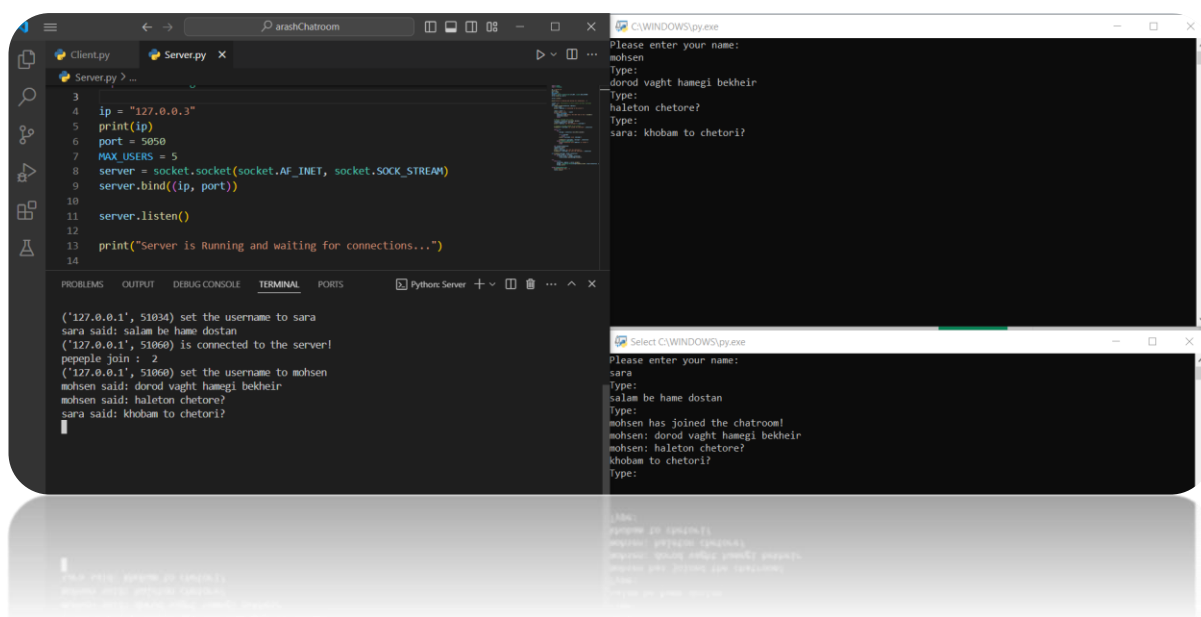 arashChatroom
Client.py
Server.py
Server.py > ...
3
4 ip = "127.0.0.3"
5 print(ip)
6 port = 5050
7 MAX_USERS = 5
8 server = socket.socket(socket.AF_INET, socket.SOCK_STREAM)
9 server.bind((ip, port))
10
11 server.listen()
12
13 print("Server is Running and waiting for connections...")
14
PROBLEMS OUTPUT DEBUG CONSOLE TERMINAL PORTS Python: Server
('127.0.0.1', 51034) set the username to sara
sara said: salam be hame dostan
('127.0.0.1', 51060) is connected to the server!
pepeple join : 2
('127.0.0.1', 51060) set the username to mohsen
mohsen said: dorod vaght hamegi bekheir
mohsen said: haleton chetore?
sara said: khobam to chetori?
C:\WINDOWS\py.exe
Please enter your name:
mohsen
Type:
dorod vaght hamegi bekheir
Type:
haleton chetore?
Type:
sara: khobam to chetori?
Select C:\WINDOWS\py.exe
Please enter your name:
sara
Type:
salam be hame dostan
Type:
mohsen has joined the chatroom!
mohsen: dorod vaght hamegi bekheir
mohsen: haleton chetore?
khobam to chetori?
Type: